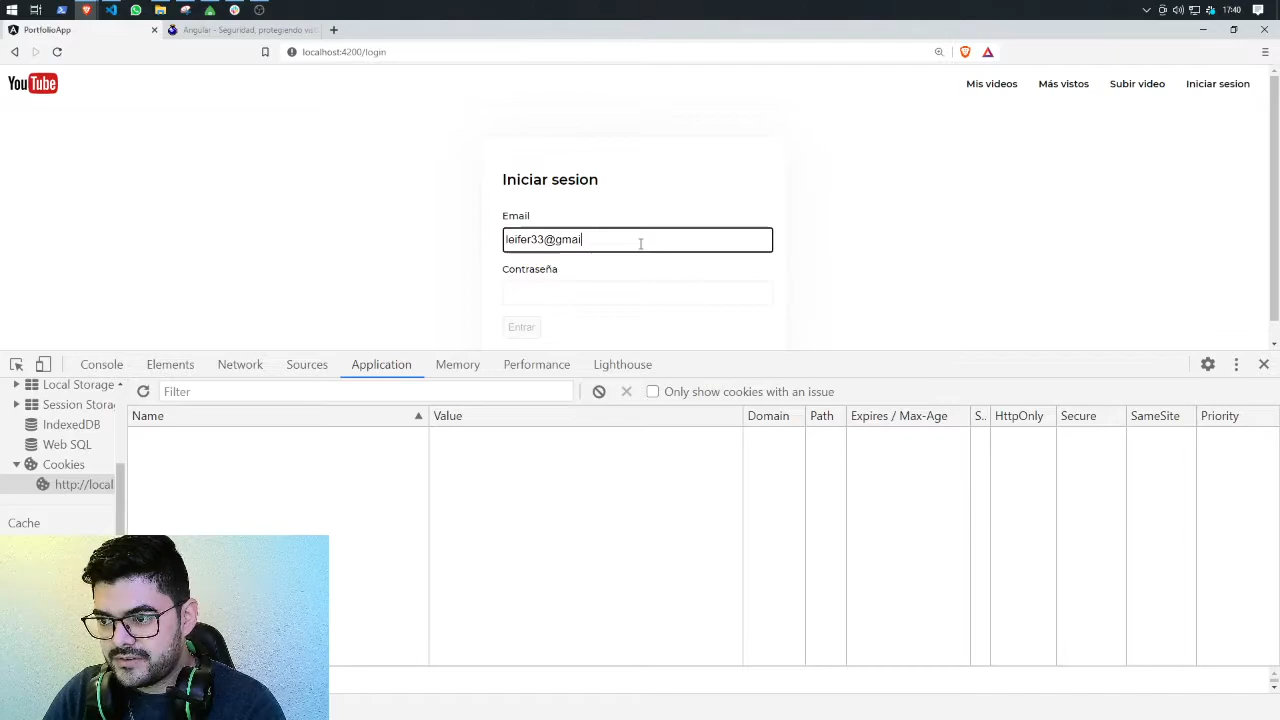 17:40
PortfolioApp
Angular - Seguridad, protegiendo vist
localhost:4200/login
YouTube
Mis videos
Más vistos
Subir video
Iniciar sesion
Iniciar sesion
Email
leifer33@gmai
Contraseña
Entrar
Console
Elements
Network
Sources
Application
Memory
Performance
Lighthouse
Local Storage
Filter
Only show cookies with an issue
Session Stora
IndexedDB
Web SQL
Cookies
http://local
Cache
Name
Value
Domain
Path
Expires / Max-Age
S..
HttpOnly
Secure
SameSite
Priority